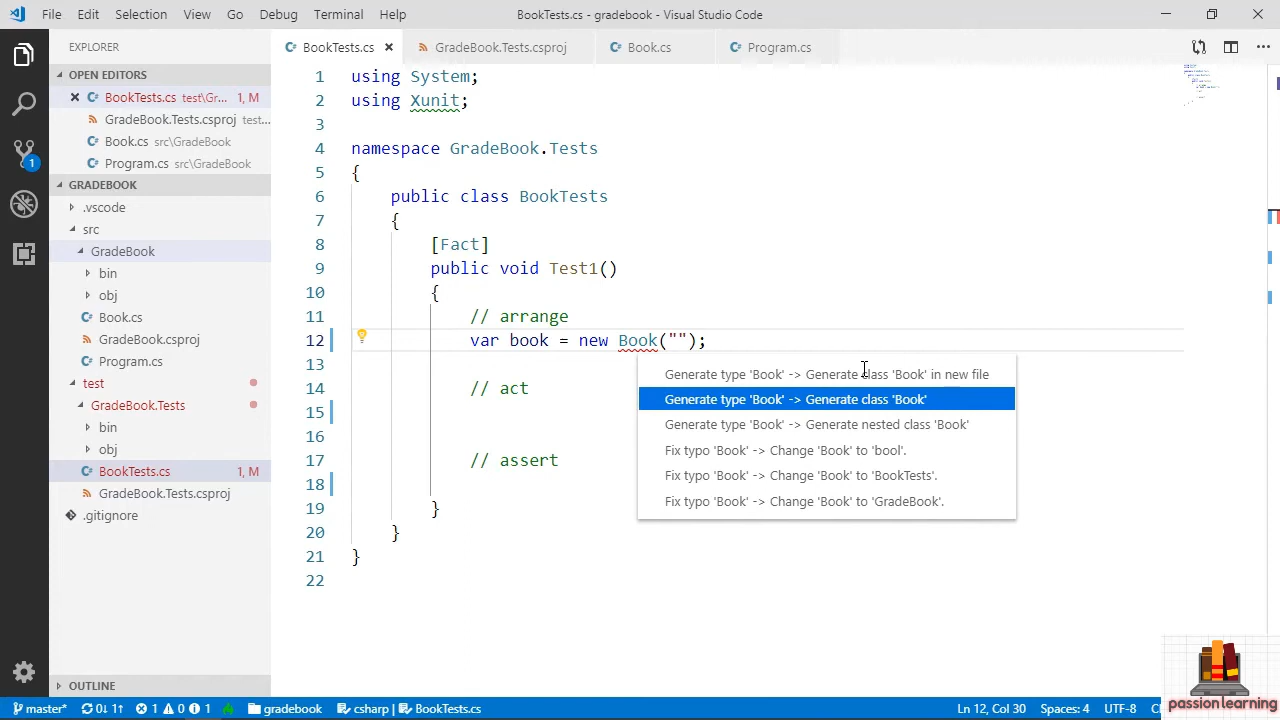 File Edit Selection View Go Debug Terminal Help BookTests.cs - gradebook - Visual Studio Code
EXPLORER
OPEN EDITORS
BookTests.cs test\Gr... 1, M
GradeBook.Tests.csproj test...
Book.cs src\GradeBook
Program.cs src\GradeBook
GRADEBOOK
.vscode
src
GradeBook
bin
obj
Book.cs
GradeBook.csproj
Program.cs
test
GradeBook.Tests
bin
obj
BookTests.cs 1, M
GradeBook.Tests.csproj
.gitignore
OUTLINE
1
BookTests.cs GradeBook.Tests.csproj Book.cs Program.cs
1 using System;
2 using Xunit;
3
4 namespace GradeBook.Tests
5 {
6 public class BookTests
7 {
8 [Fact]
9 public void Test1()
10 {
11 // arrange
12 var book = new Book("");
13
14 // act
15
16
17 // assert
18
19 }
20 }
21 }
22
Generate type 'Book' -> Generate class 'Book' in new file
Generate type 'Book' -> Generate class 'Book'
Generate type 'Book' -> Generate nested class 'Book'
Fix typo 'Book' -> Change 'Book' to 'bool'.
Fix typo 'Book' -> Change 'Book' to 'BookTests'.
Fix typo 'Book' -> Change 'Book' to 'GradeBook'.
passion learning
master* 0↓ 1↑ 1 0 1 gradebook csharp | BookTests.cs Ln 12, Col 30 Spaces: 4 UTF-8